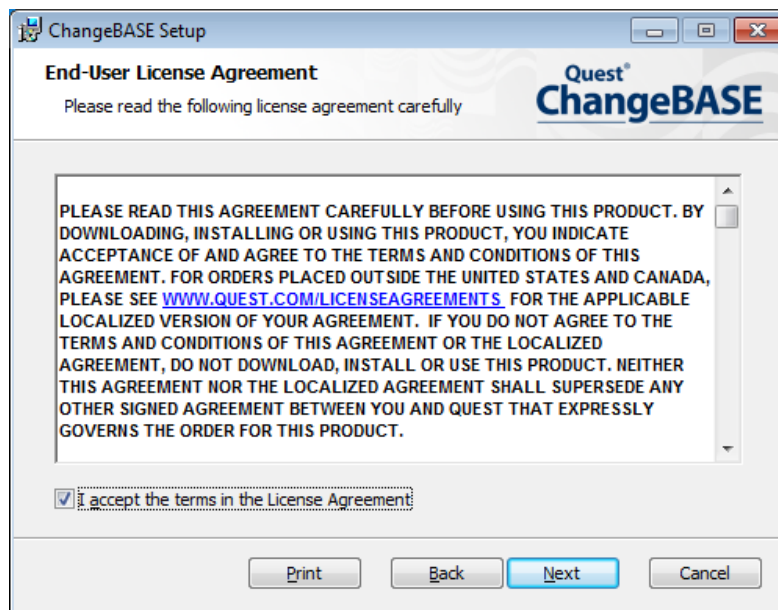 ChangeBASE Setup
End-User License Agreement
Please read the following license agreement carefully
Quest®
ChangeBASE
PLEASE READ THIS AGREEMENT CAREFULLY BEFORE USING THIS PRODUCT. BY
DOWNLOADING, INSTALLING OR USING THIS PRODUCT, YOU INDICATE
ACCEPTANCE OF AND AGREE TO THE TERMS AND CONDITIONS OF THIS
AGREEMENT. FOR ORDERS PLACED OUTSIDE THE UNITED STATES AND CANADA,
PLEASE SEE WWW.QUEST.COM/LICENSEAGREEMENTS FOR THE APPLICABLE
LOCALIZED VERSION OF YOUR AGREEMENT. IF YOU DO NOT AGREE TO THE
TERMS AND CONDITIONS OF THIS AGREEMENT OR THE LOCALIZED
AGREEMENT, DO NOT DOWNLOAD, INSTALL OR USE THIS PRODUCT. NEITHER
THIS AGREEMENT NOR THE LOCALIZED AGREEMENT SHALL SUPERSEDE ANY
OTHER SIGNED AGREEMENT BETWEEN YOU AND QUEST THAT EXPRESSLY
GOVERNS THE ORDER FOR THIS PRODUCT.
I accept the terms in the License Agreement
Print Back Next Cancel